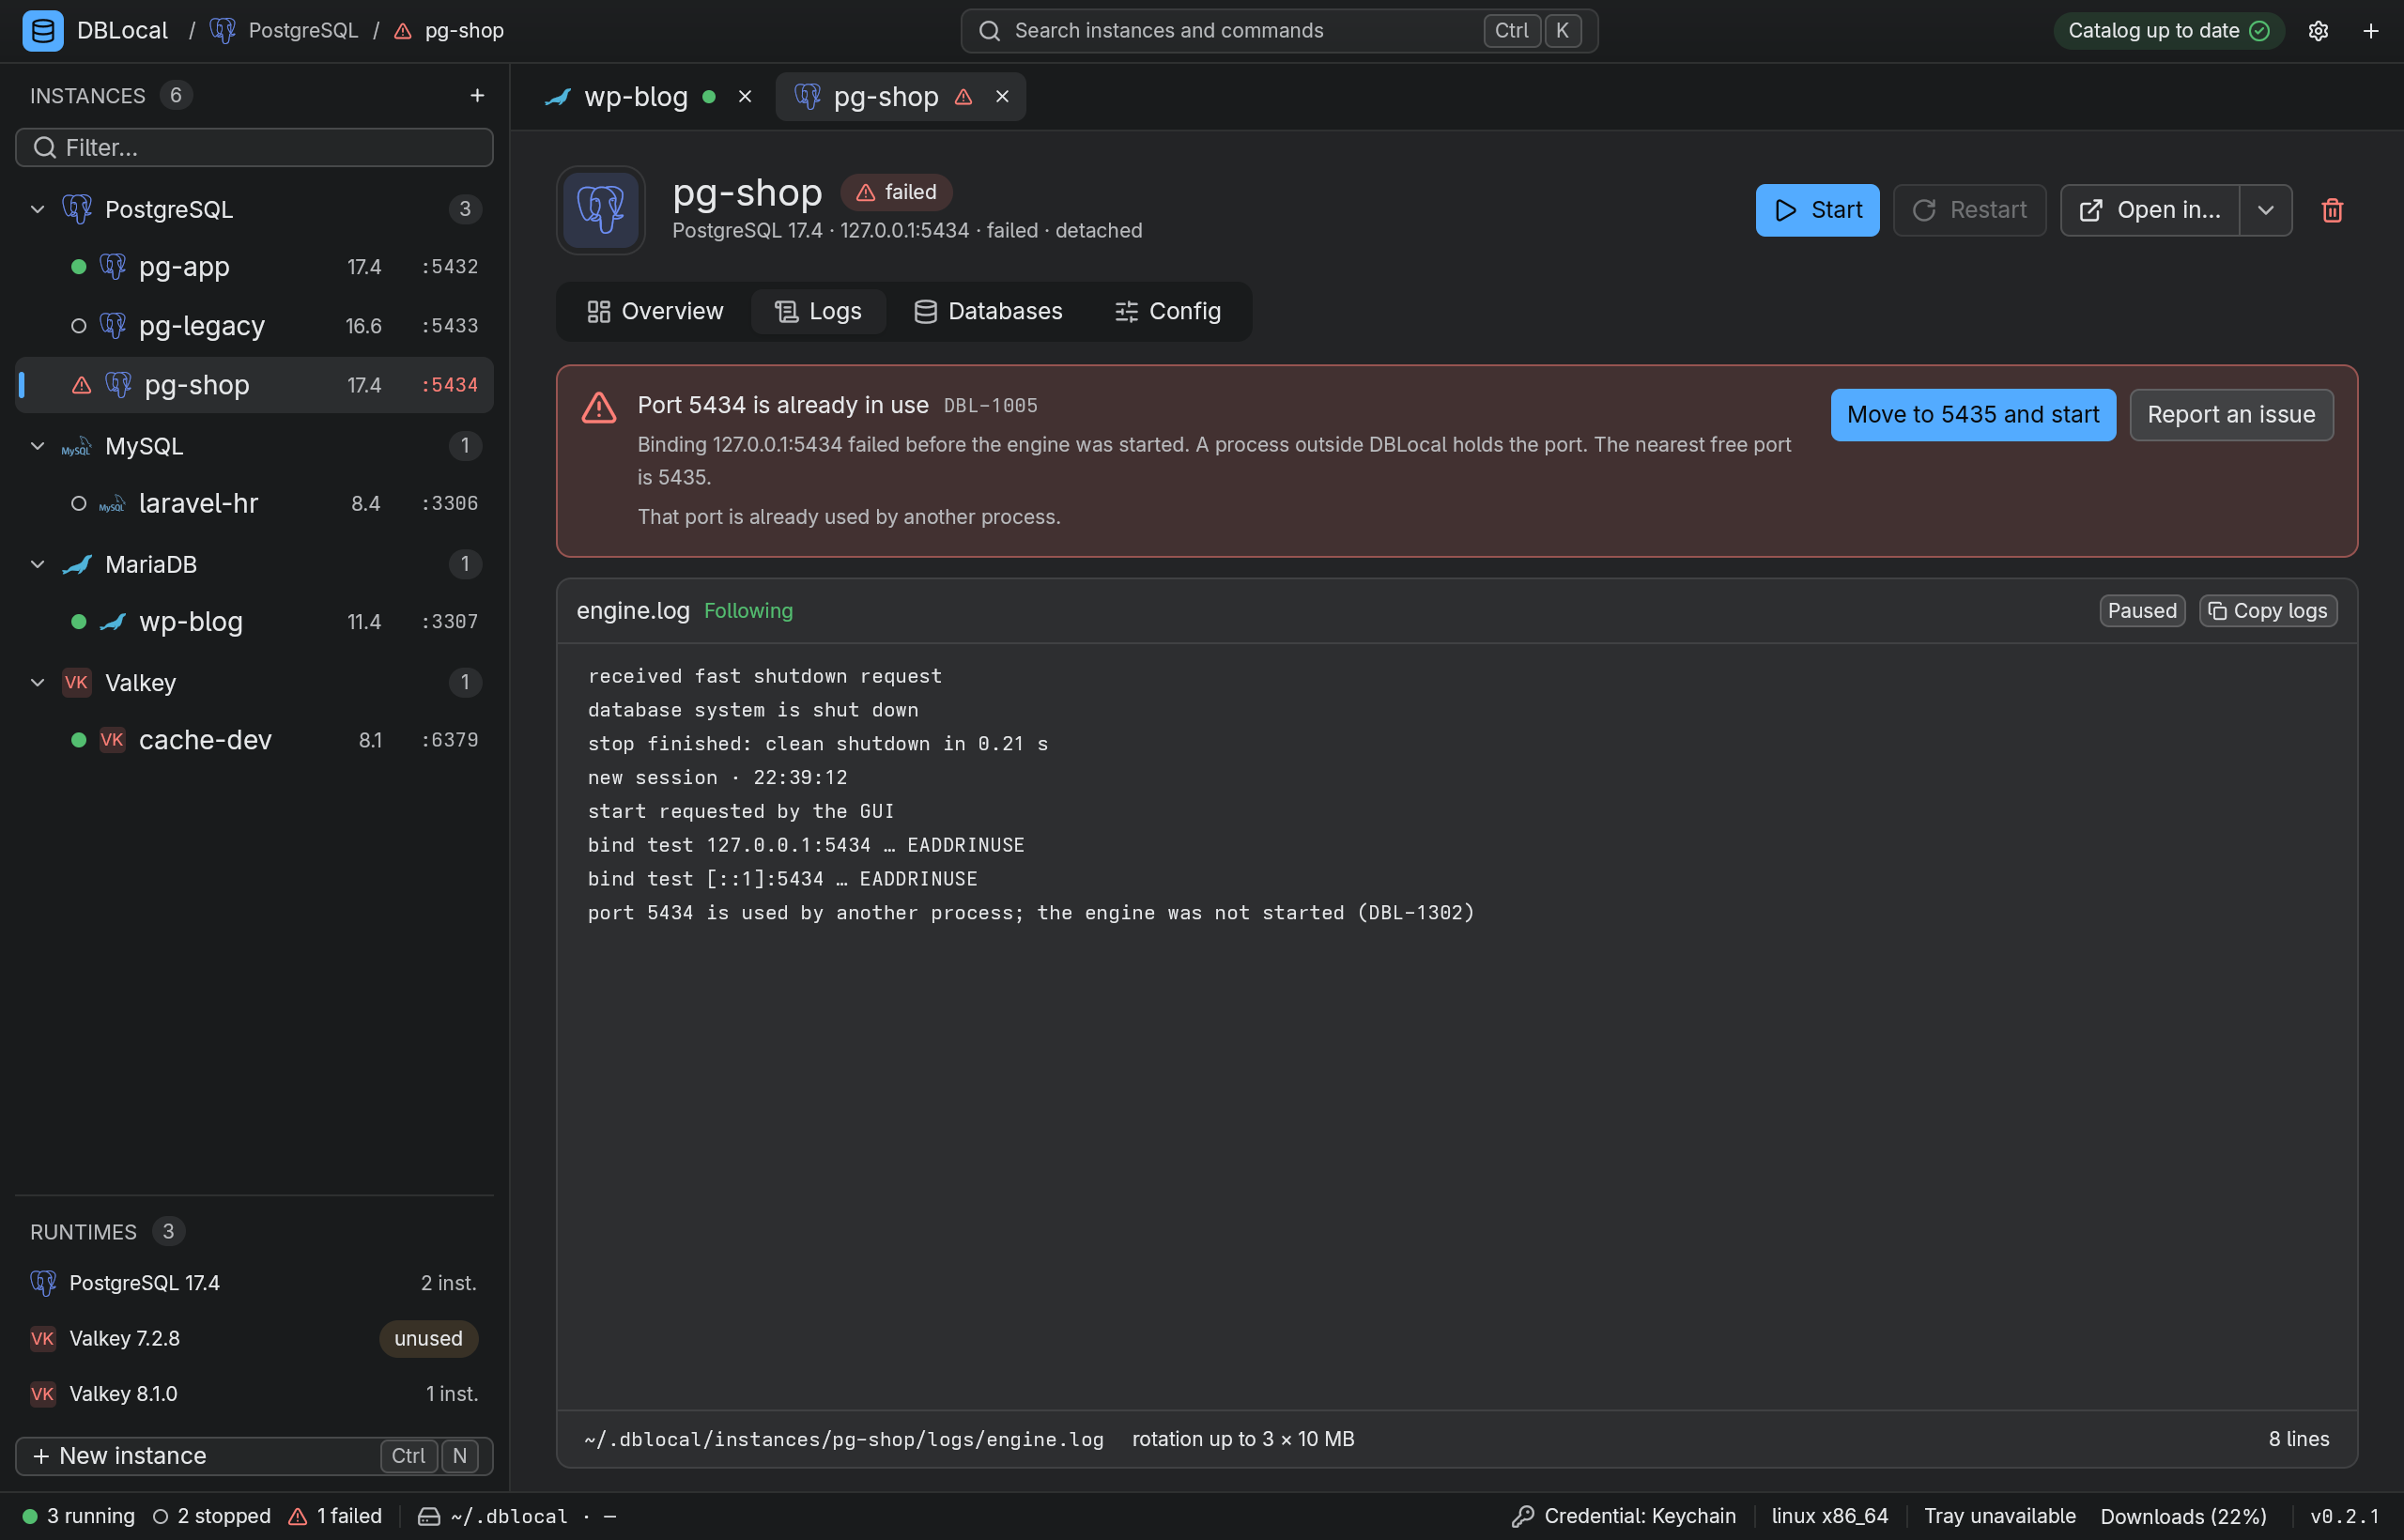 DBLocal / PostgreSQL / pg-shop
Search instances and commands Ctrl K
Catalog up to date
INSTANCES 6
Filter...
PostgreSQL 3
pg-app 17.4 :5432
pg-legacy 16.6 :5433
pg-shop 17.4 :5434
MySQL MySQL 1
MySQL laravel-hr 8.4 :3306
MariaDB 1
wp-blog 11.4 :3307
VK Valkey 1
VK cache-dev 8.1 :6379
RUNTIMES 3
PostgreSQL 17.4 2 inst.
VK Valkey 7.2.8 unused
VK Valkey 8.1.0 1 inst.
New instance Ctrl N
wp-blog
pg-shop
pg-shop failed
PostgreSQL 17.4 · 127.0.0.1:5434 · failed · detached
Start
Restart
Open in...
Overview
Logs
Databases
Config
Port 5434 is already in use DBL-1005
Binding 127.0.0.1:5434 failed before the engine was started. A process outside DBLocal holds the port. The nearest free port
is 5435.
That port is already used by another process.
Move to 5435 and start
Report an issue
engine.log Following
Paused
Copy logs
received fast shutdown request
database system is shut down
stop finished: clean shutdown in 0.21 s
new session · 22:39:12
start requested by the GUI
bind test 127.0.0.1:5434 … EADDRINUSE
bind test [::1]:5434 … EADDRINUSE
port 5434 is used by another process; the engine was not started (DBL-1302)
~/.dblocal/instances/pg-shop/logs/engine.log rotation up to 3 × 10 MB 8 lines
3 running 2 stopped 1 failed ~/.dblocal · —
Credential: Keychain linux x86_64 Tray unavailable Downloads (22%) v0.2.1